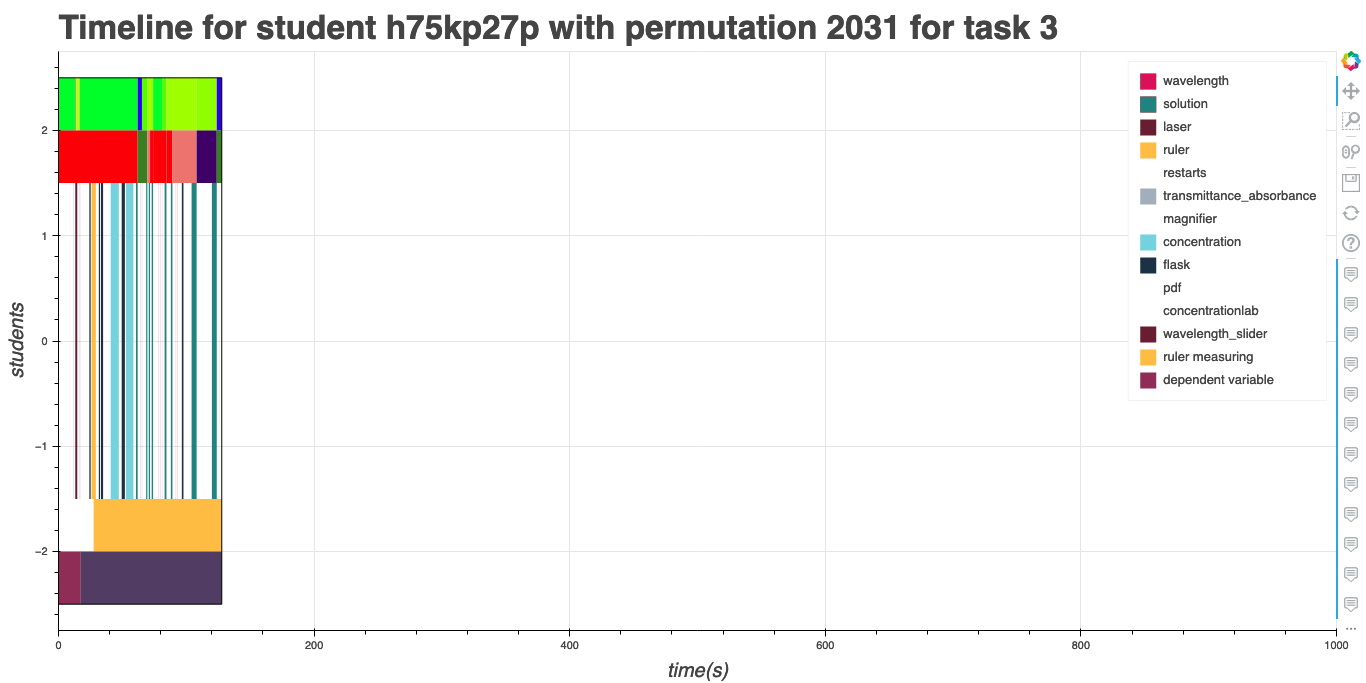 Timeline for student h75kp27p with permutation 2031 for task 3
wavelength
solution
laser
ruler
restarts
transmittance_absorbance
magnifier
concentration
flask
pdf
concentrationlab
wavelength_slider
ruler measuring
dependent variable
students
2
1
0
−1
−2
0 200 400 600 800 1000
time(s)